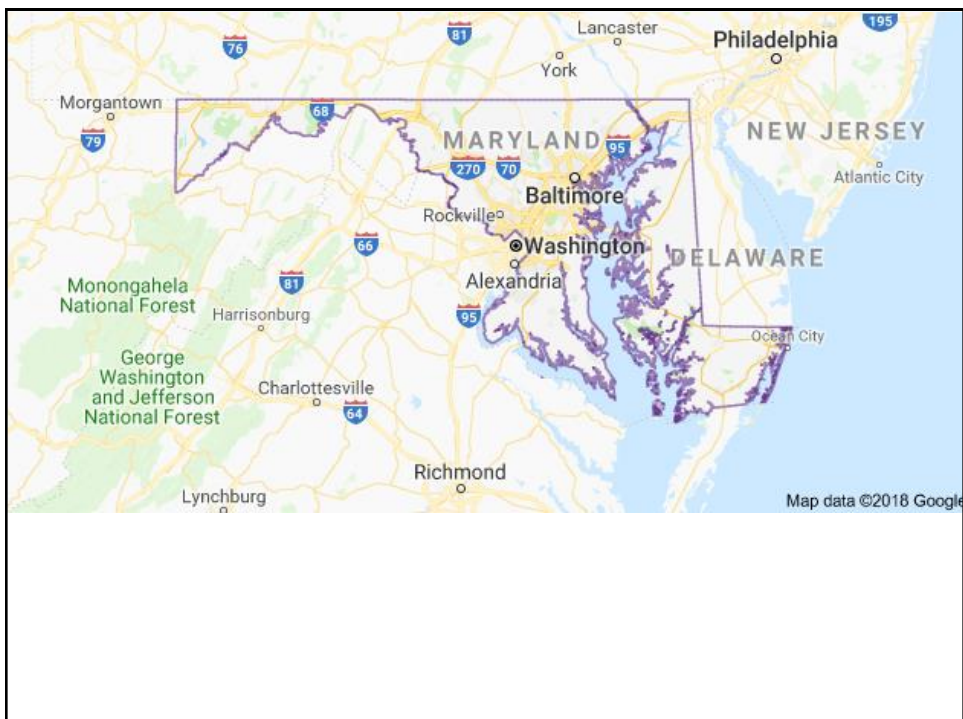 195
Lancaster
81
Philadelphia
76
York
Morgantown
68
79
MARYLAND
95
NEW JERSEY
270
70
Atlantic City
Baltimore
Rockville
66
Washington
DELAWARE
Alexandria
81
Monongahela
National Forest
95
Harrisonburg
Ocean City
George
Washington
and Jefferson
National Forest
Charlottesville
64
Richmond
Lynchburg
Map data ©2018 Google